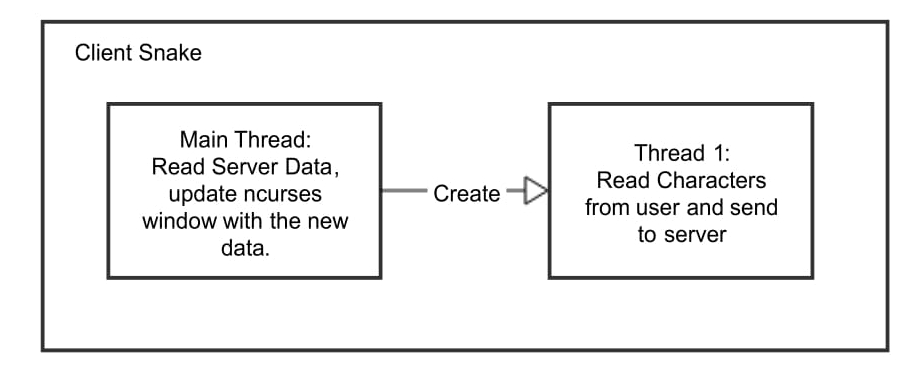 Client Snake
Main Thread:
Read Server Data,
update ncurses
window with the new
data.
Create
Thread 1:
Read Characters
from user and send
to server